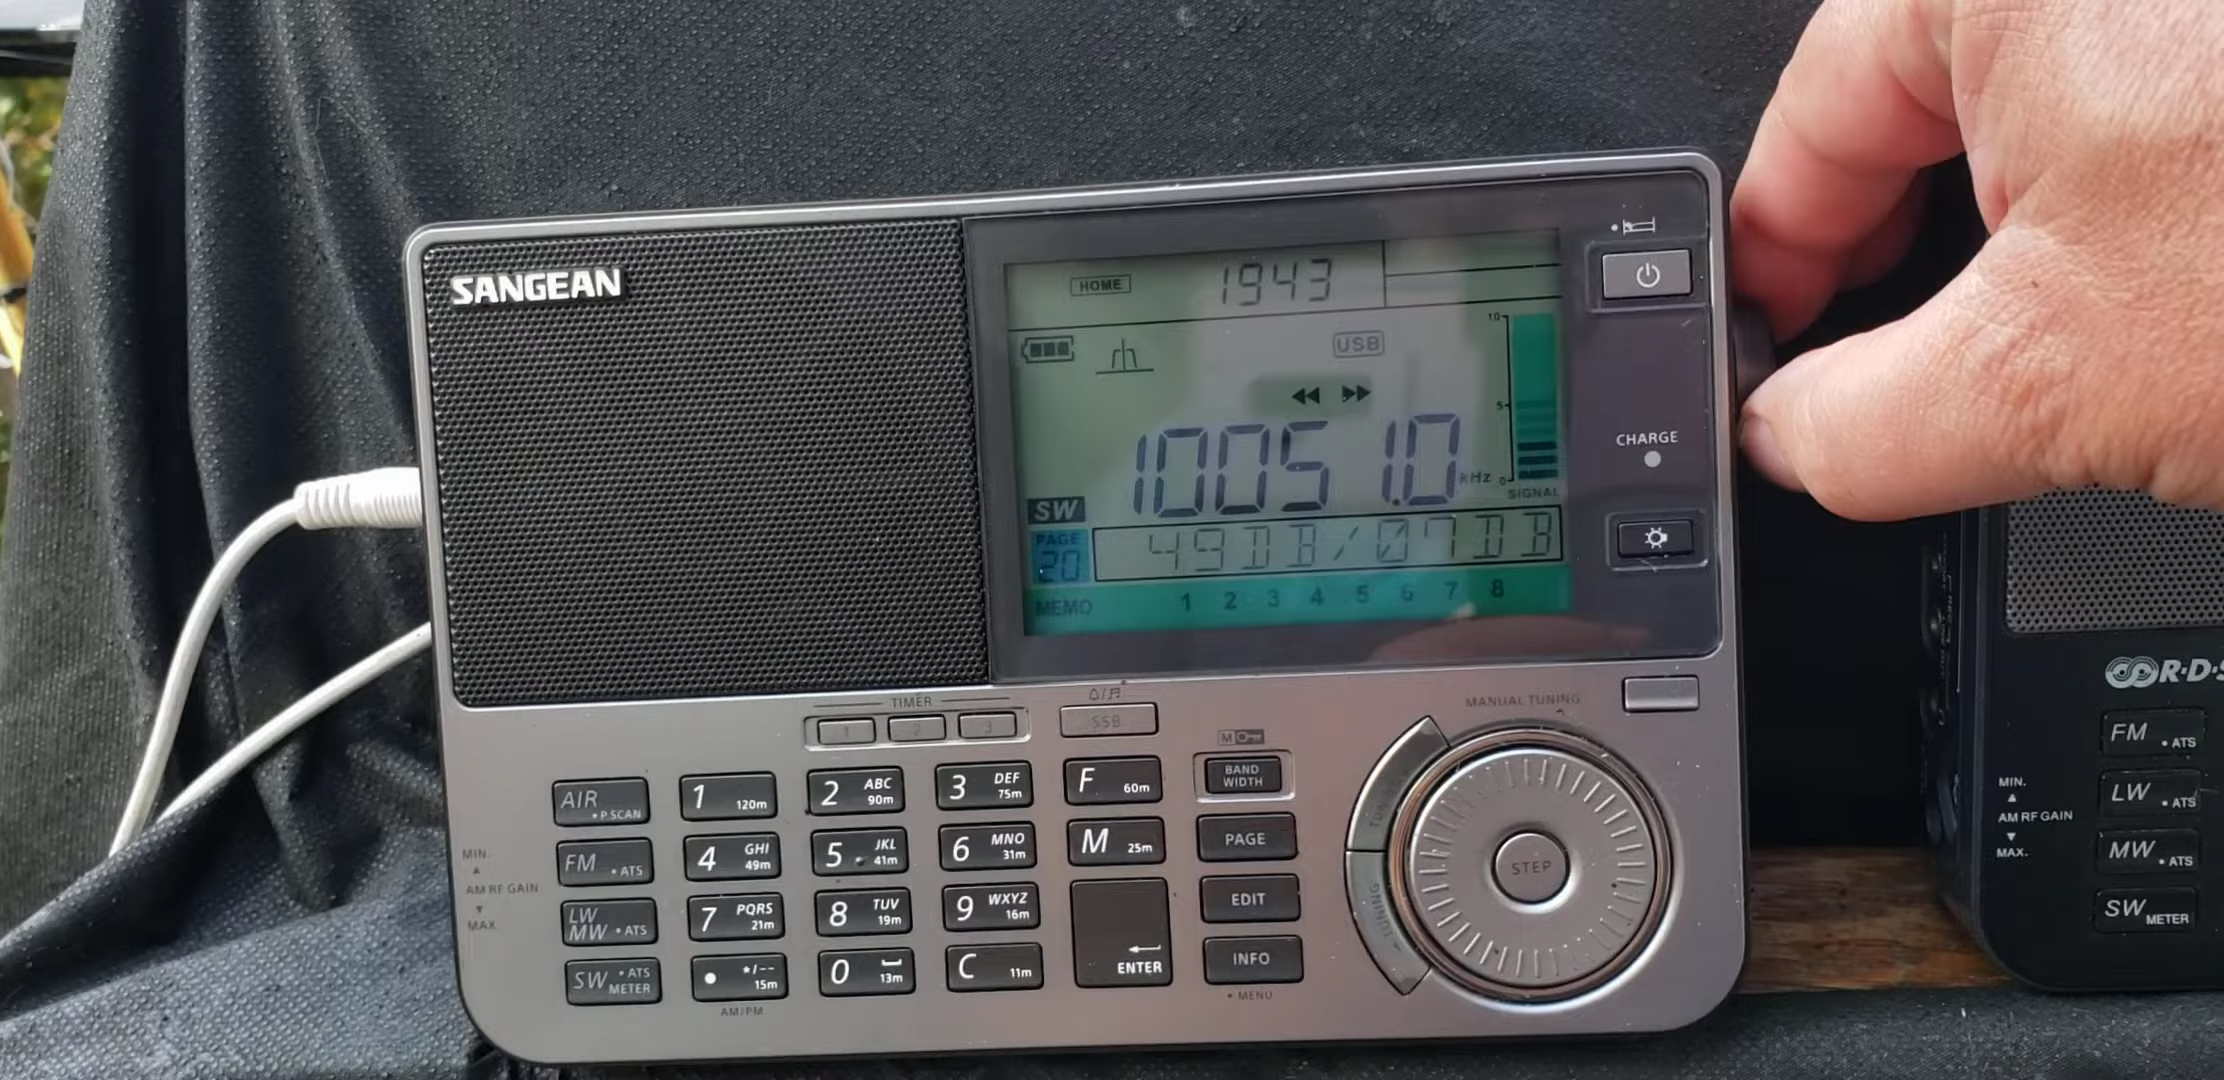 SANGEAN
HOME 1943
USB
10
5
0
10051.0 kHz
SIGNAL
SW
PAGE
20
49DB/07DB
MEMO 1 2 3 4 5 6 7 8
CHARGE
TIMER
1 2 3
SSB
MANUAL TUNING
TUNING
TUNING
STEP
M
BAND
WIDTH
PAGE
EDIT
INFO
• MENU
AIR
• P SCAN
1 120m
2 ABC 90m
3 DEF 75m
F 60m
FM • ATS
4 GHI 49m
5 JKL 41m
6 MNO 31m
M 25m
LW
MW • ATS
7 PQRS 21m
8 TUV 19m
9 WXYZ 16m
ENTER
SW • ATS
METER
• */-- 15m
0 13m
C 11m
AM/PM
MIN.
AM RF GAIN
MAX.
R·D·S
FM • ATS
LW • ATS
MW • ATS
SW METER
MIN.
AM RF GAIN
MAX.